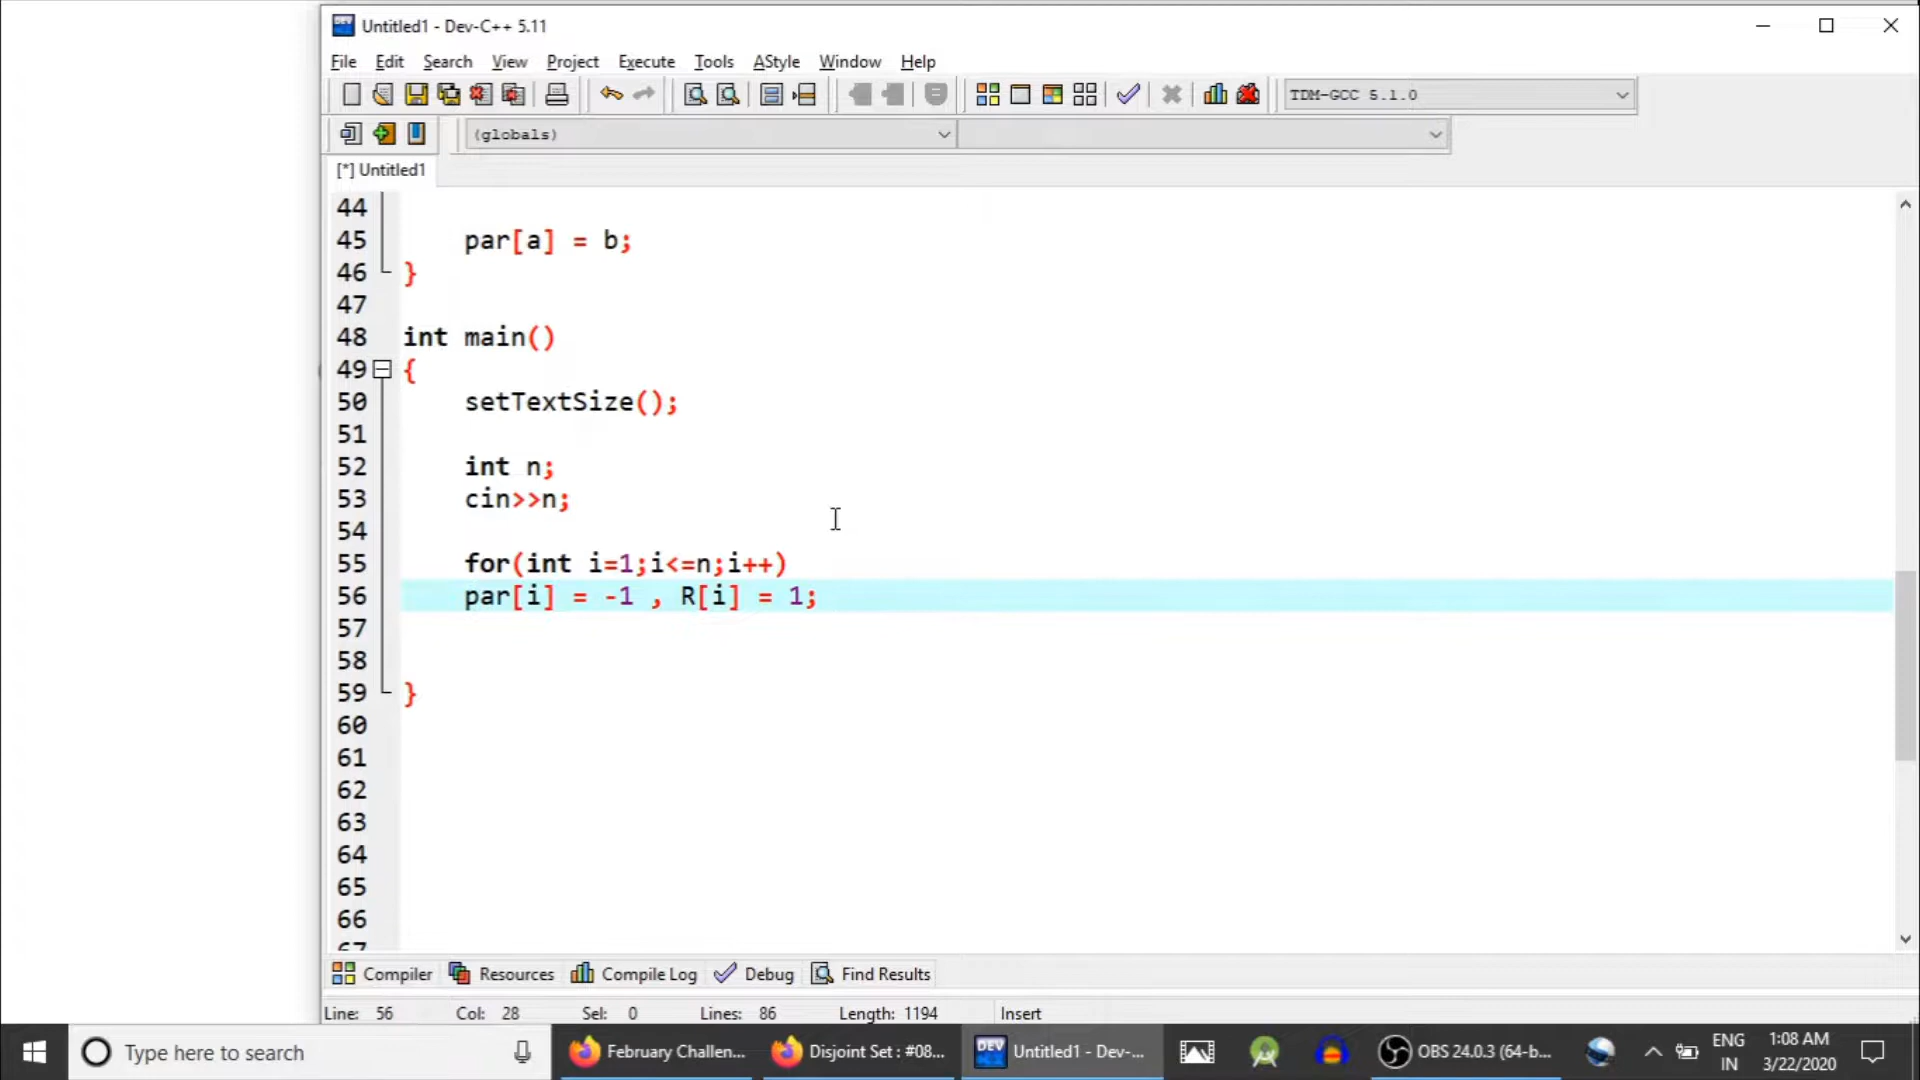 Untitled1 - Dev-C++ 5.11
File Edit Search View Project Execute Tools AStyle Window Help
TDM-GCC 5.1.0
(globals)
[*] Untitled1
44
45 par[a] = b;
46 }
47
48 int main()
49 {
50 setTextSize();
51
52 int n;
53 cin>>n;
54
55 for(int i=1;i<=n;i++)
56 par[i] = -1 , R[i] = 1;
57
58
59 }
60
61
62
63
64
65
66
67
Compiler Resources Compile Log Debug Find Results
Line: 56 Col: 28 Sel: 0 Lines: 86 Length: 1194 Insert
Type here to search February Challen... Disjoint Set : #08... DEV Untitled1 - Dev-... OBS 24.0.3 (64-b... ENG 1:08 AM
IN 3/22/2020